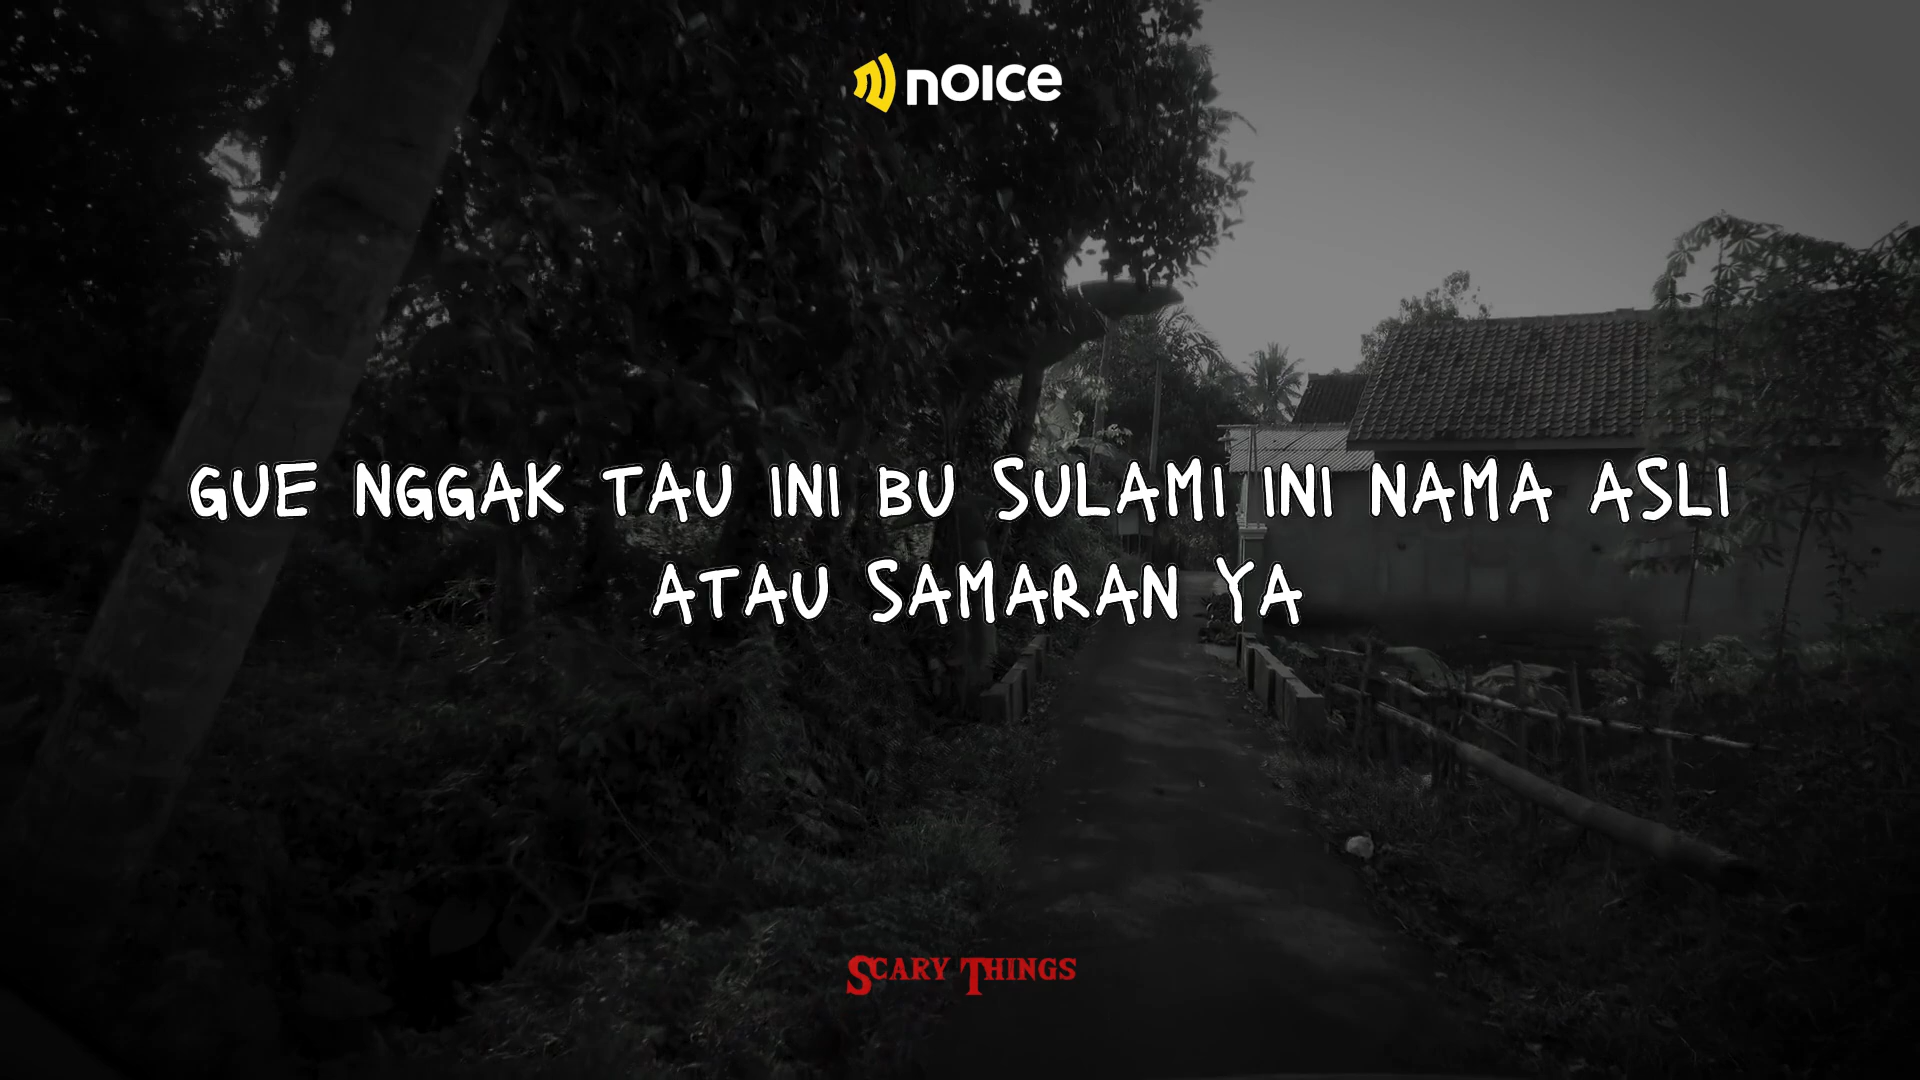 noice
GUE NGGAK TAU INI BU SULAMI INI NAMA ASLI
ATAU SAMARAN YA
SCARY THINGS